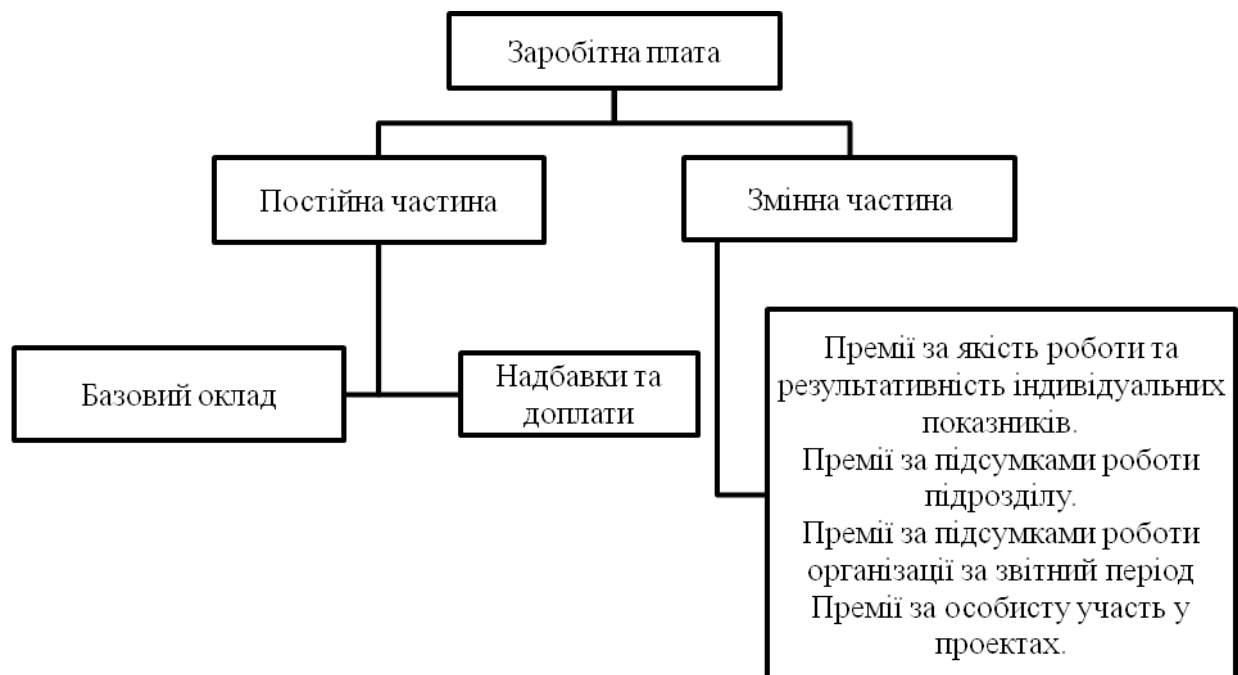 Заробітна плата
Постійна частина
Змінна частина
Базовий оклад
Надбавки та
доплати
Премії за якість роботи та
результативність індивідуальних
показників.
Премії за підсумками роботи
підрозділу.
Премії за підсумками роботи
організації за звітний період
Премії за особисту участь у
проектах.